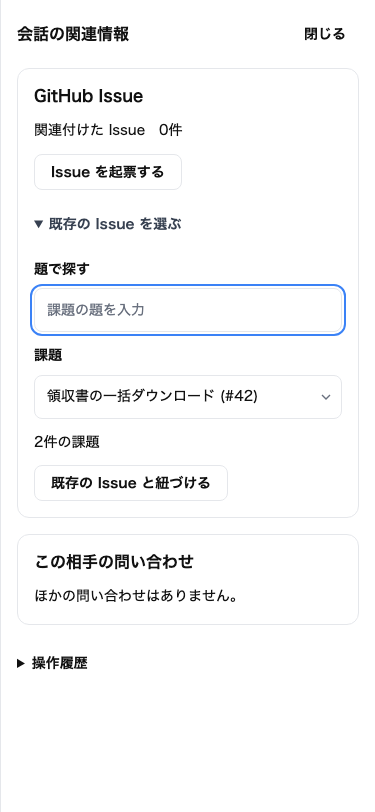 会話の関連情報
閉じる
GitHub Issue
関連付けた Issue 0件
Issue を起票する
▼ 既存の Issue を選ぶ
題で探す
課題の題を入力
課題
領収書の一括ダウンロード (#42)
2件の課題
既存の Issue と紐づける
この相手の問い合わせ
ほかの問い合わせはありません。
▶ 操作履歴